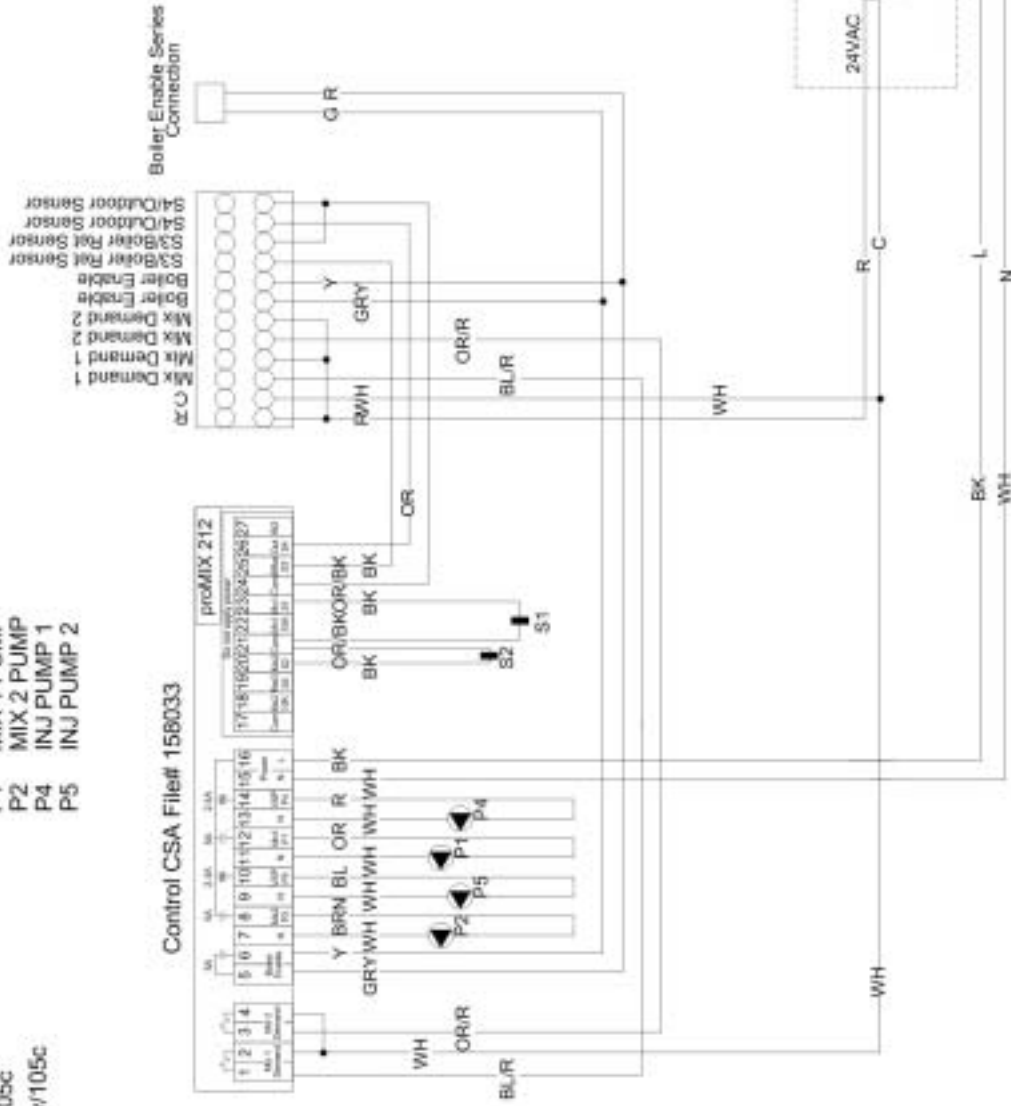 Boiler Enable Series
Connection
24VAC
G R
S4/Outdoor Sensor
S4/Outdoor Sensor
S3/Boiler Ret Sensor
S3/Boiler Ret Sensor
Boiler Enable
Boiler Enable
Mix Demand 2
Mix Demand 2
Mix Demand 1
Mix Demand 1
C
R
Y
GRY
OR/R
BL/R
R/WH
WH
R
C
L
N
OR
BK
WH
proMIX 212
17 18 19 20 21 22 23 24 25 26 27
OR/BK OR/BK
BK BK BK
S1
S2
P2 MIX 2 PUMP
P4 INJ PUMP 1
P5 INJ PUMP 2
Control CSA File# 158033
1 2 3 4 5 6 7 8 9 10 11 12 13 14 15 16
Y BRN BL OR R BK
GRY WH WH WH WH WH
P4
P1
P5
P2
WH
OR/R
BL/R
WH
/105c